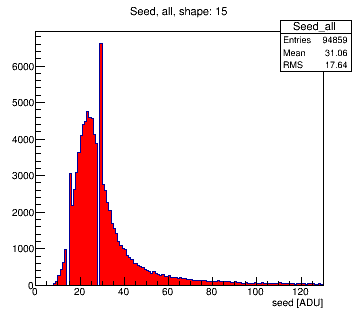 Seed, all, shape: 15
Seed_all
Entries 94859
Mean 31.06
RMS 17.64
6000
5000
4000
3000
2000
1000
0
0 20 40 60 80 100 120
seed [ADU]